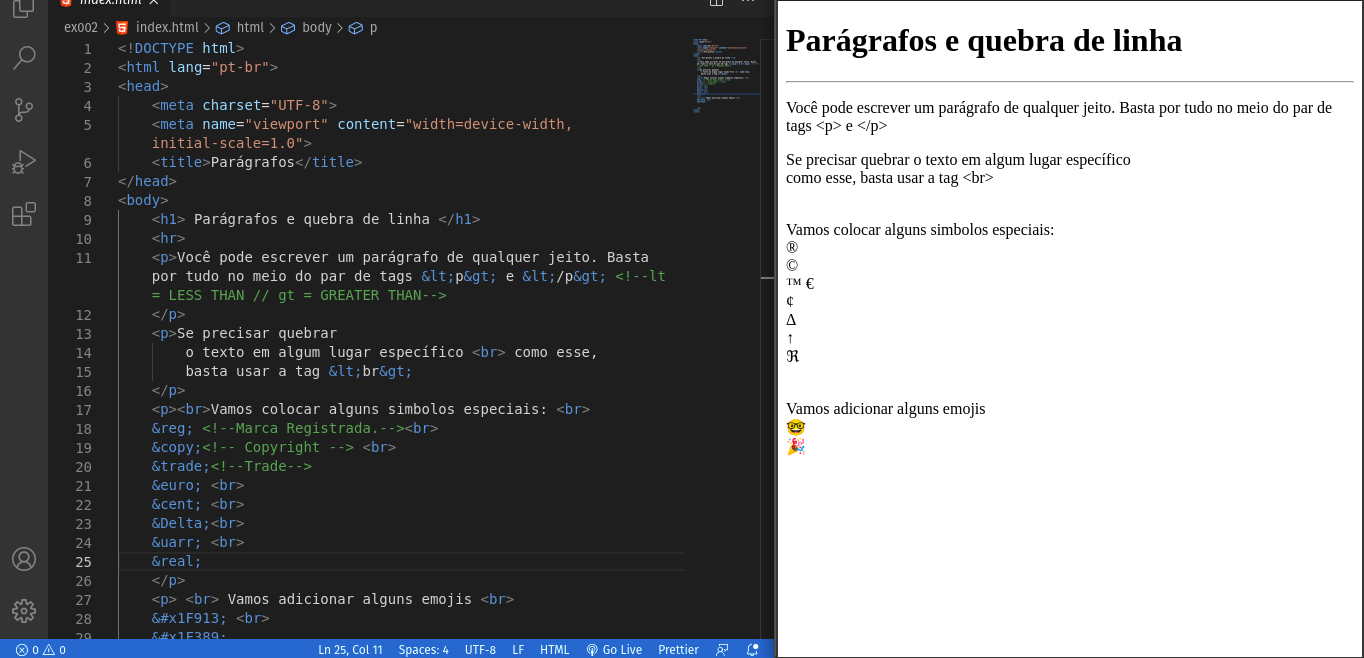 index.html
ex002 > index.html > html > body > p
1 <!DOCTYPE html>
2 <html lang="pt-br">
3 <head>
4 <meta charset="UTF-8">
5 <meta name="viewport" content="width=device-width,
initial-scale=1.0">
6 <title>Parágrafos</title>
7 </head>
8 <body>
9 <h1> Parágrafos e quebra de linha </h1>
10 <hr>
11 <p>Você pode escrever um parágrafo de qualquer jeito. Basta
por tudo no meio do par de tags &lt;p&gt; e &lt;/p&gt; <!--lt
= LESS THAN // gt = GREATER THAN-->
12 </p>
13 <p>Se precisar quebrar
14 o texto em algum lugar específico <br> como esse,
15 basta usar a tag &lt;br&gt;
16 </p>
17 <p><br>Vamos colocar alguns simbolos especiais: <br>
18 &reg; <!--Marca Registrada.--><br>
19 &copy;<!-- Copyright --> <br>
20 &trade;<!--Trade-->
21 &euro; <br>
22 &cent; <br>
23 &Delta;<br>
24 &uarr; <br>
25 &real;
26 </p>
27 <p> <br> Vamos adicionar alguns emojis <br>
28 &#x1F913; <br>
29 &#x1F389;
0 0 Ln 25, Col 11 Spaces: 4 UTF-8 LF HTML Go Live Prettier
Parágrafos e quebra de linha
Você pode escrever um parágrafo de qualquer jeito. Basta por tudo no meio do par de
tags <p> e </p>
Se precisar quebrar o texto em algum lugar específico
como esse, basta usar a tag <br>
Vamos colocar alguns simbolos especiais:
®
©
™ €
¢
Δ
↑
ℜ
Vamos adicionar alguns emojis
🤓
🎉